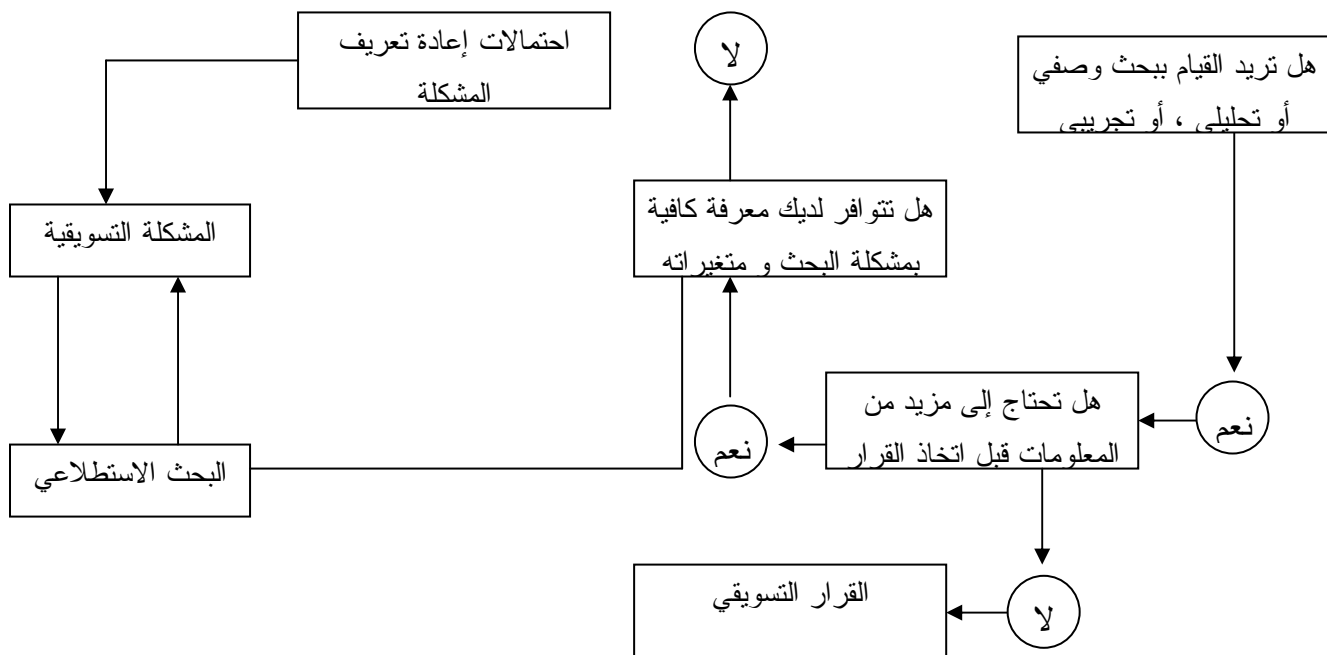 احتمالات إعادة تعريف
المشكلة
لا
هل تريد القيام ببحث وصفي
أو تحليلي ، أو تجريبي
المشكلة التسويقية
هل تتوافر لديك معرفة كافية
بمشكلة البحث و متغيراته
هل تحتاج إلى مزيد من
المعلومات قبل اتخاذ القرار
نعم
نعم
البحث الاستطلاعي
القرار التسويقي
لا